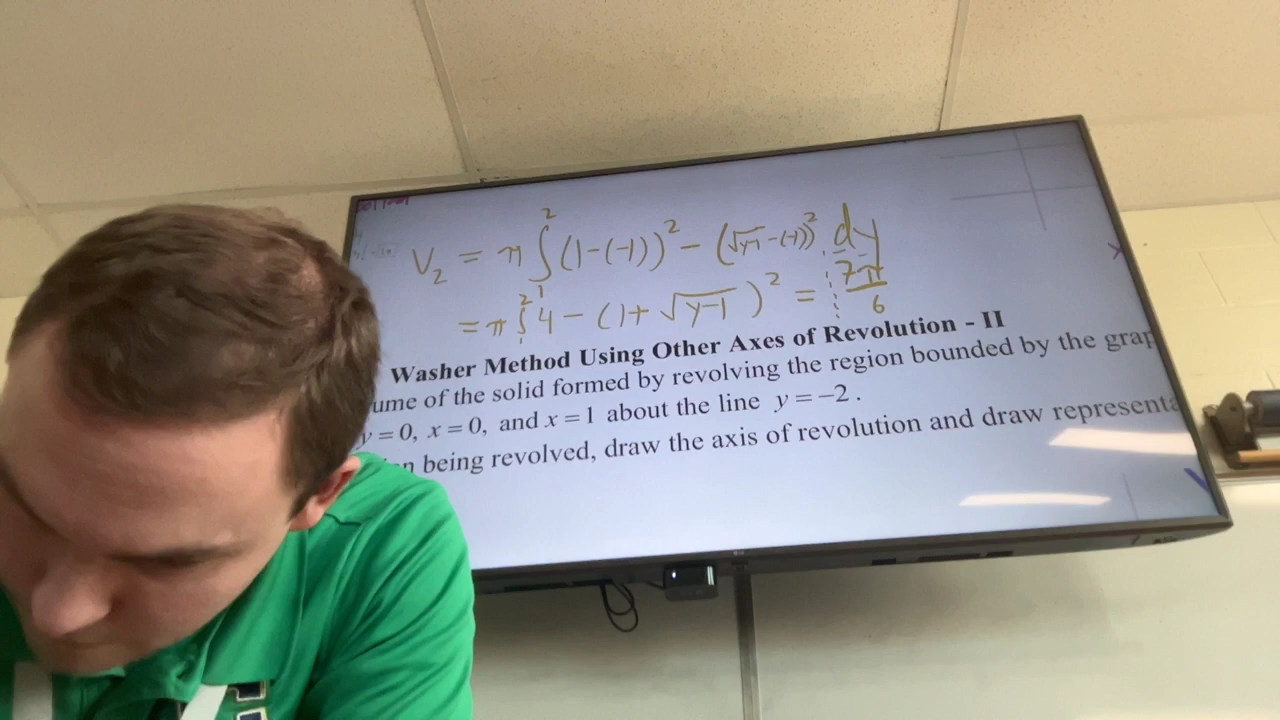 V₂ = π ∫₁² (1-(-1))² - (√y-1 -(-1))² dy
= π ∫₁² 4 - (1+√y-1)² = 7π/6
Washer Method Using Other Axes of Revolution - II
ume of the solid formed by revolving the region bounded by the grap
y = 0, x = 0, and x = 1 about the line y = −2.
n being revolved, draw the axis of revolution and draw representa